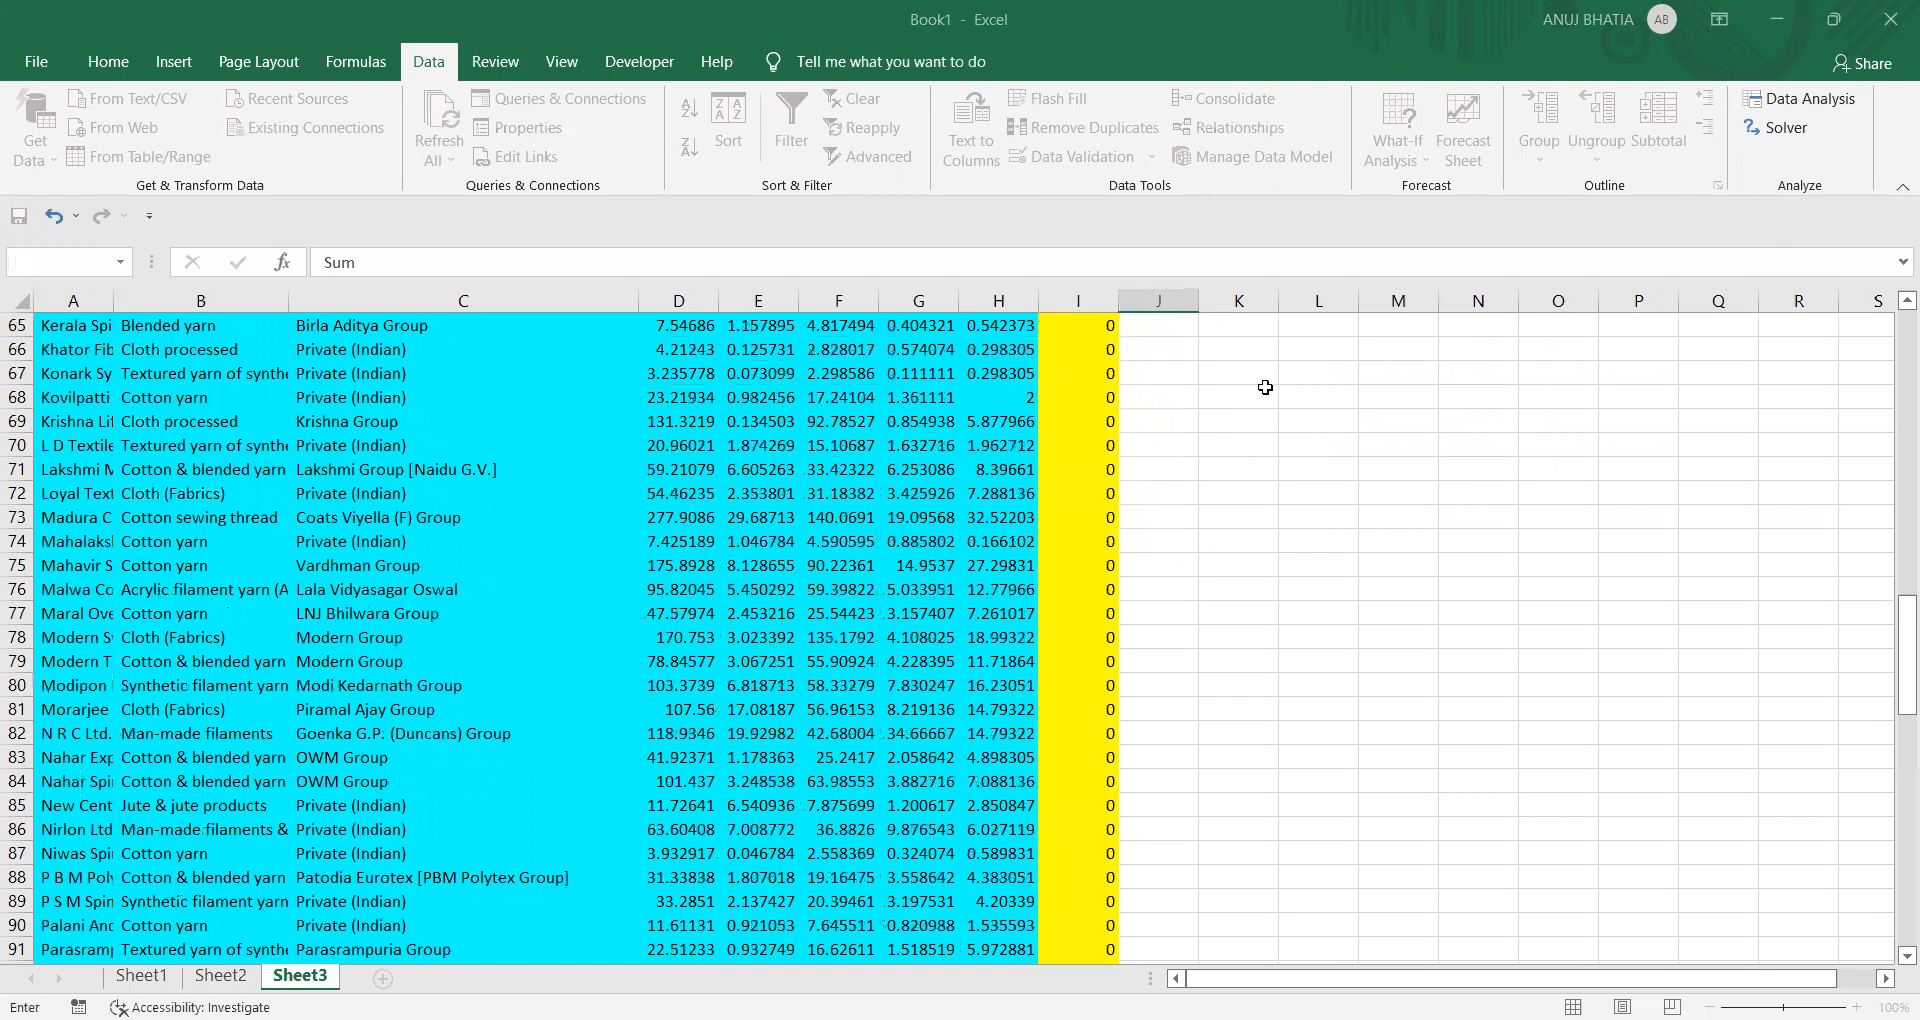 Book1 - Excel
ANUJ BHATIA AB
File Home Insert Page Layout Formulas Data Review View Developer Help Tell me what you want to do Share
Get Data
From Text/CSV
From Web
From Table/Range
Recent Sources
Existing Connections
Get & Transform Data
Refresh All
Queries & Connections
Properties
Edit Links
Queries & Connections
Sort
Filter
Clear
Reapply
Advanced
Sort & Filter
Text to Columns
Flash Fill
Remove Duplicates
Data Validation
Consolidate
Relationships
Manage Data Model
Data Tools
What-If Analysis
Forecast Sheet
Forecast
Group
Ungroup
Subtotal
Outline
Data Analysis
Solver
Analyze
fx Sum
A B C D E F G H I J K L M N O P Q R S
65 Kerala Spi Blended yarn Birla Aditya Group 7.54686 1.157895 4.817494 0.404321 0.542373 0
66 Khator Fib Cloth processed Private (Indian) 4.21243 0.125731 2.828017 0.574074 0.298305 0
67 Konark Sy Textured yarn of synthe Private (Indian) 3.235778 0.073099 2.298586 0.111111 0.298305 0
68 Kovilpatti Cotton yarn Private (Indian) 23.21934 0.982456 17.24104 1.361111 2 0
69 Krishna Lif Cloth processed Krishna Group 131.3219 0.134503 92.78527 0.854938 5.877966 0
70 L D Textile Textured yarn of synthe Private (Indian) 20.96021 1.874269 15.10687 1.632716 1.962712 0
71 Lakshmi M Cotton & blended yarn Lakshmi Group [Naidu G.V.] 59.21079 6.605263 33.42322 6.253086 8.39661 0
72 Loyal Text Cloth (Fabrics) Private (Indian) 54.46235 2.353801 31.18382 3.425926 7.288136 0
73 Madura C Cotton sewing thread Coats Viyella (F) Group 277.9086 29.68713 140.0691 19.09568 32.52203 0
74 Mahalaksh Cotton yarn Private (Indian) 7.425189 1.046784 4.590595 0.885802 0.166102 0
75 Mahavir S Cotton yarn Vardhman Group 175.8928 8.128655 90.22361 14.9537 27.29831 0
76 Malwa Co Acrylic filament yarn (A Lala Vidyasagar Oswal 95.82045 5.450292 59.39822 5.033951 12.77966 0
77 Maral Ove Cotton yarn LNJ Bhilwara Group 47.57974 2.453216 25.54423 3.157407 7.261017 0
78 Modern Sy Cloth (Fabrics) Modern Group 170.753 3.023392 135.1792 4.108025 18.99322 0
79 Modern T Cotton & blended yarn Modern Group 78.84577 3.067251 55.90924 4.228395 11.71864 0
80 Modipon Synthetic filament yarn Modi Kedarnath Group 103.3739 6.818713 58.33279 7.830247 16.23051 0
81 Morarjee Cloth (Fabrics) Piramal Ajay Group 107.56 17.08187 56.96153 8.219136 14.79322 0
82 N R C Ltd. Man-made filaments Goenka G.P. (Duncans) Group 118.9346 19.92982 42.68004 34.66667 14.79322 0
83 Nahar Exp Cotton & blended yarn OWM Group 41.92371 1.178363 25.2417 2.058642 4.898305 0
84 Nahar Spi Cotton & blended yarn OWM Group 101.437 3.248538 63.98553 3.882716 7.088136 0
85 New Cent Jute & jute products Private (Indian) 11.72641 6.540936 7.875699 1.200617 2.850847 0
86 Nirlon Ltd Man-made filaments & Private (Indian) 63.60408 7.008772 36.8826 9.876543 6.027119 0
87 Niwas Spi Cotton yarn Private (Indian) 3.932917 0.046784 2.558369 0.324074 0.589831 0
88 P B M Poly Cotton & blended yarn Patodia Eurotex [PBM Polytex Group] 31.33838 1.807018 19.16475 3.558642 4.383051 0
89 P S M Spin Synthetic filament yarn Private (Indian) 33.2851 2.137427 20.39461 3.197531 4.20339 0
90 Palani And Cotton yarn Private (Indian) 11.61131 0.921053 7.645511 0.820988 1.535593 0
91 Parasramp Textured yarn of synthe Parasrampuria Group 22.51233 0.932749 16.62611 1.518519 5.972881 0
Sheet1 Sheet2 Sheet3
Enter Accessibility: Investigate 100%